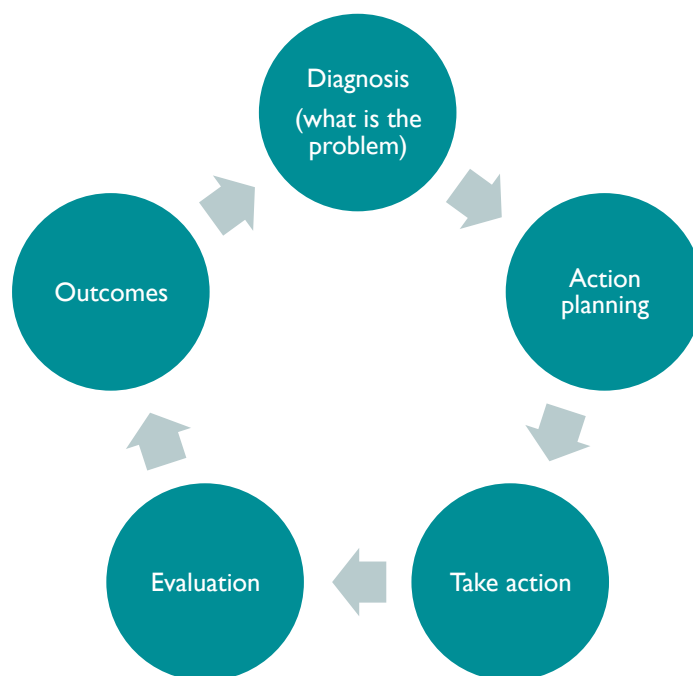 Diagnosis
(what is the
problem)
Action
planning
Take action
Evaluation
Outcomes